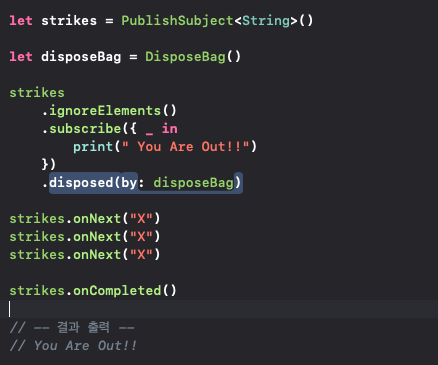 let strikes = PublishSubject<String>()
let disposeBag = DisposeBag()
strikes
.ignoreElements()
.subscribe({ _ in
print(" You Are Out!!")
})
.disposed(by: disposeBag)
strikes.onNext("X")
strikes.onNext("X")
strikes.onNext("X")
strikes.onCompleted()
// -- 결과 출력 --
// You Are Out!!